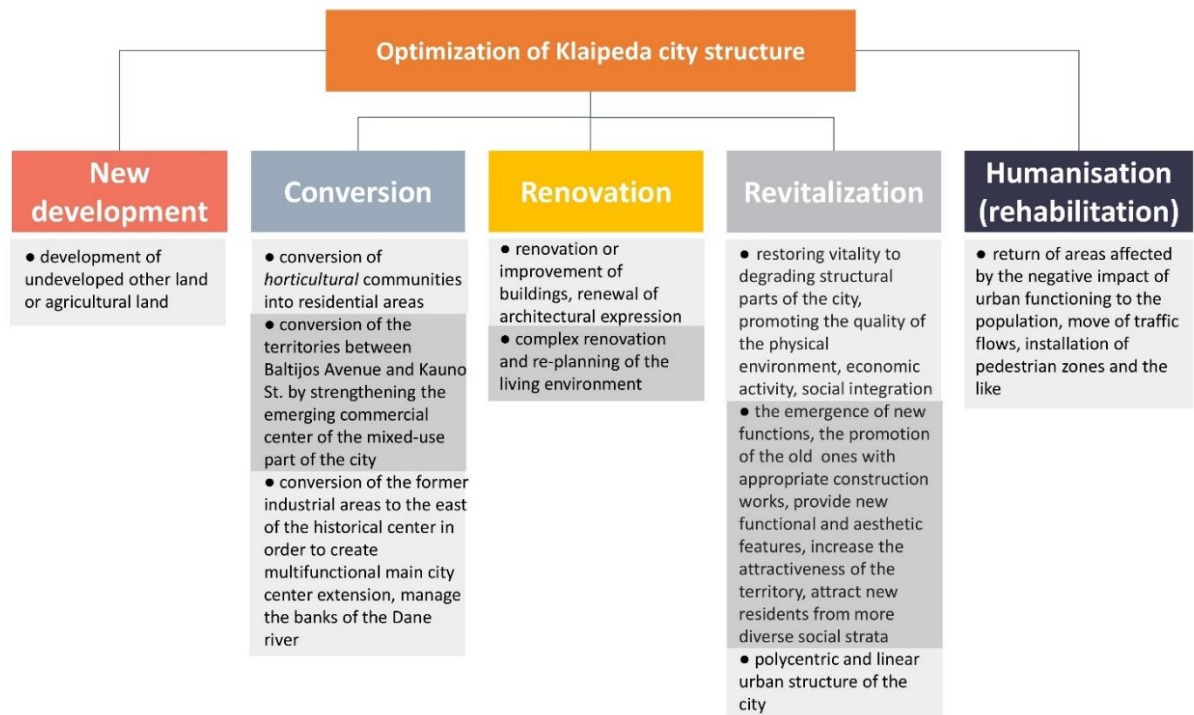 Optimization of Klaipeda city structure
New
development
● development of
undeveloped other land
or agricultural land
Conversion
● conversion of
horticultural communities
into residential areas
● conversion of the
territories between
Baltijos Avenue and Kauno
St. by strengthening the
emerging commercial
center of the mixed-use
part of the city
● conversion of the former
industrial areas to the east
of the historical center in
order to create
multifunctional main city
center extension, manage
the banks of the Dane
river
Renovation
● renovation or
improvement of
buildings, renewal of
architectural expression
● complex renovation
and re-planning of the
living environment
Revitalization
● restoring vitality to
degrading structural
parts of the city,
promoting the quality of
the physical
environment, economic
activity, social integration
● the emergence of new
functions, the promotion
of the old ones with
appropriate construction
works, provide new
functional and aesthetic
features, increase the
attractiveness of the
territory, attract new
residents from more
diverse social strata
● polycentric and linear
urban structure of the
city
Humanisation
(rehabilitation)
● return of areas affected
by the negative impact of
urban functioning to the
population, move of traffic
flows, installation of
pedestrian zones and the
like